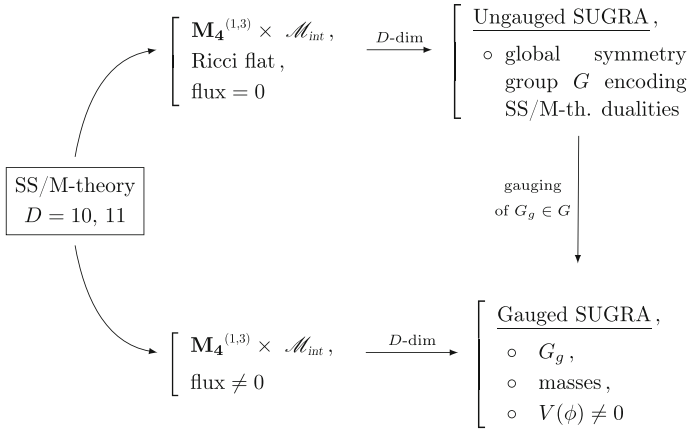 SS/M-theory
D = 10, 11
M₄⁽¹,³⁾ × ℳ_int ,
Ricci flat ,
flux = 0
D-dim
Ungauged SUGRA ,
○ global symmetry
group G encoding
SS/M-th. dualities
gauging
of G_g ∈ G
M₄⁽¹,³⁾ × ℳ_int ,
flux ≠ 0
D-dim
Gauged SUGRA ,
○ G_g ,
○ masses ,
○ V(ϕ) ≠ 0